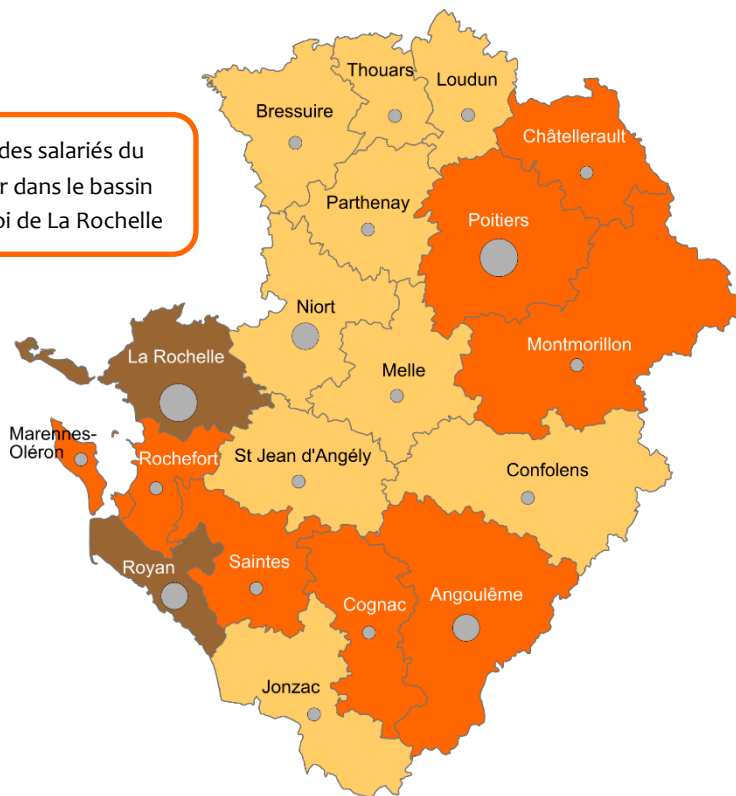 des salariés du
dans le bassin
de La Rochelle
Thouars
Loudun
Bressuire
Châtellerault
Parthenay
Poitiers
Niort
Montmorillon
La Rochelle
Melle
Marennes-
Oléron
Rochefort
St Jean d'Angély
Confolens
Royan
Saintes
Cognac
Angoulême
Jonzac